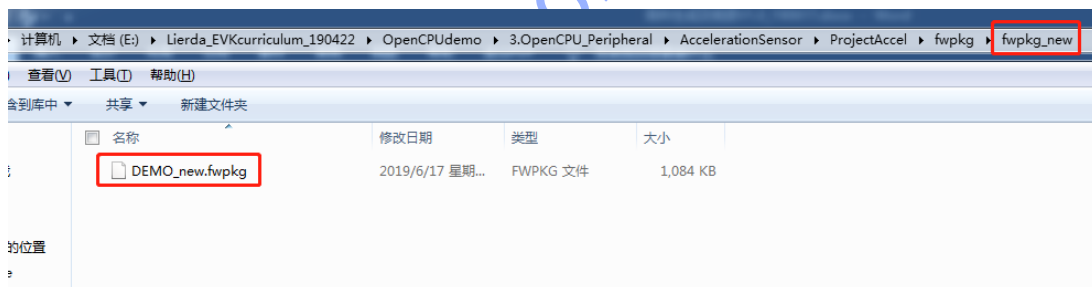 计算机 ▸ 文档 (E:) ▸ Lierda_EVKcurriculum_190422 ▸ OpenCPUdemo ▸ 3.OpenCPU_Peripheral ▸ AccelerationSensor ▸ ProjectAccel ▸ fwpkg ▸ fwpkg_new
) 查看(V) 工具(T) 帮助(H)
含到库中 共享 新建文件夹
名称 修改日期 类型 大小
DEMO_new.fwpkg 2019/6/17 星期... FWPKG 文件 1,084 KB
的位置